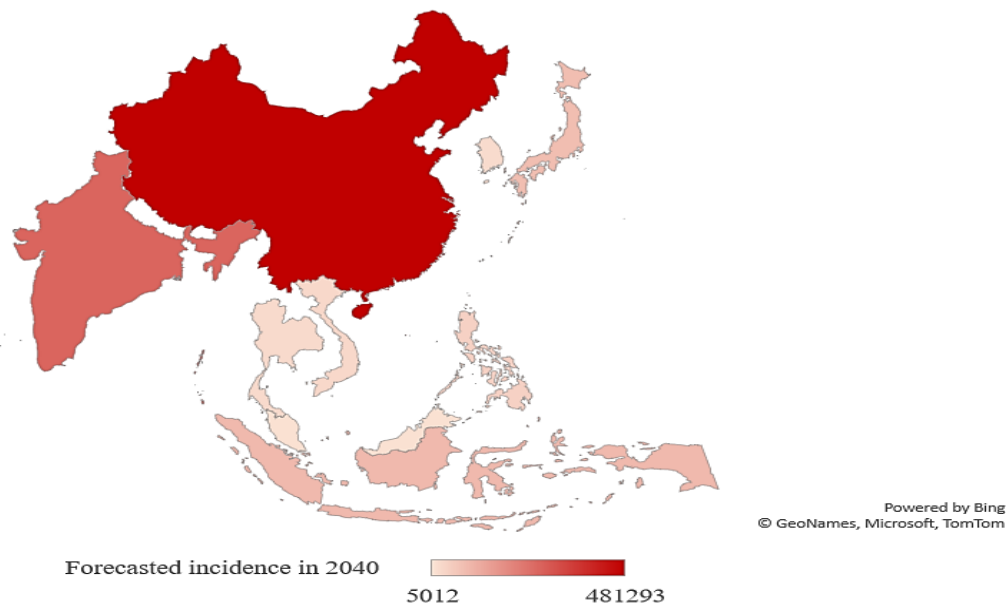 Powered by Bing
© GeoNames, Microsoft, TomTom
Forecasted incidence in 2040
5012 481293